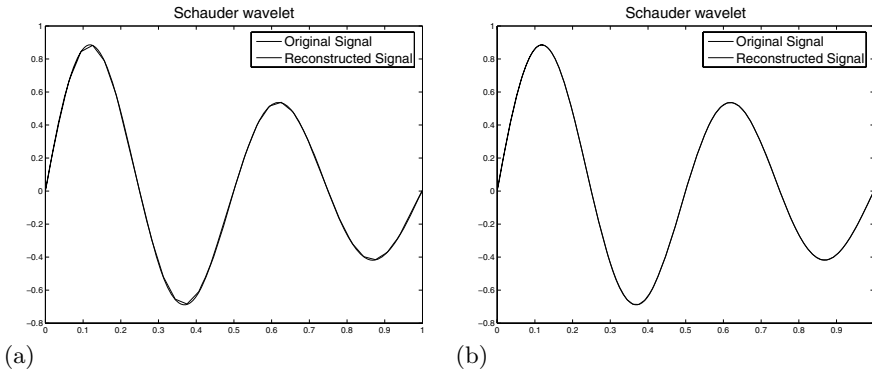 Schauder wavelet
1
0.8
0.6
0.4
0.2
0
−0.2
−0.4
−0.6
−0.8
0 0.1 0.2 0.3 0.4 0.5 0.6 0.7 0.8 0.9 1
Original Signal
Reconstructed Signal
(a)
Schauder wavelet
1
0.8
0.6
0.4
0.2
0
−0.2
−0.4
−0.6
−0.8
0 0.1 0.2 0.3 0.4 0.5 0.6 0.7 0.8 0.9
Original Signal
Reconstructed Signal
(b)